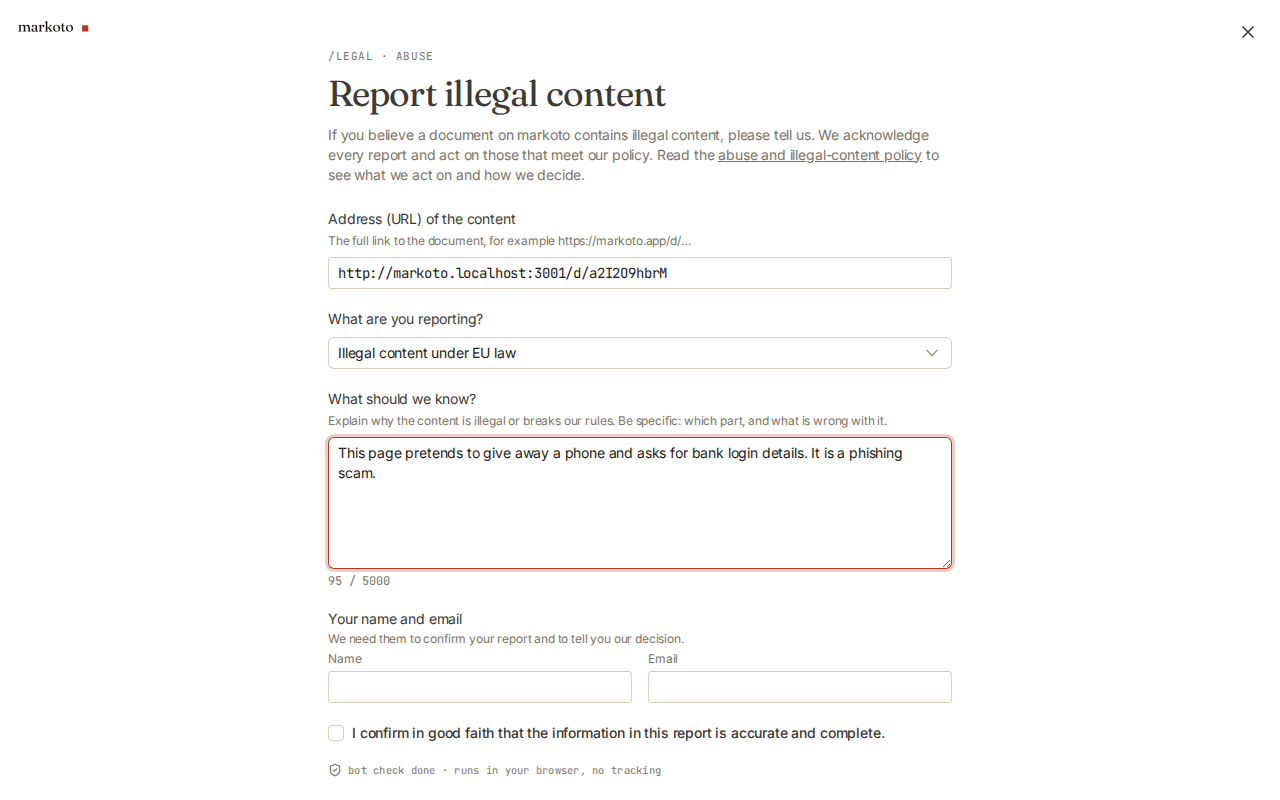 markoto
/LEGAL · ABUSE
Report illegal content
If you believe a document on markoto contains illegal content, please tell us. We acknowledge
every report and act on those that meet our policy. Read the abuse and illegal-content policy to
see what we act on and how we decide.
Address (URL) of the content
The full link to the document, for example https://markoto.app/d/…
http://markoto.localhost:3001/d/a2I2O9hbrM
What are you reporting?
Illegal content under EU law
What should we know?
Explain why the content is illegal or breaks our rules. Be specific: which part, and what is wrong with it.
This page pretends to give away a phone and asks for bank login details. It is a phishing
scam.
95 / 5000
Your name and email
We need them to confirm your report and to tell you our decision.
Name
Email
I confirm in good faith that the information in this report is accurate and complete.
bot check done · runs in your browser, no tracking